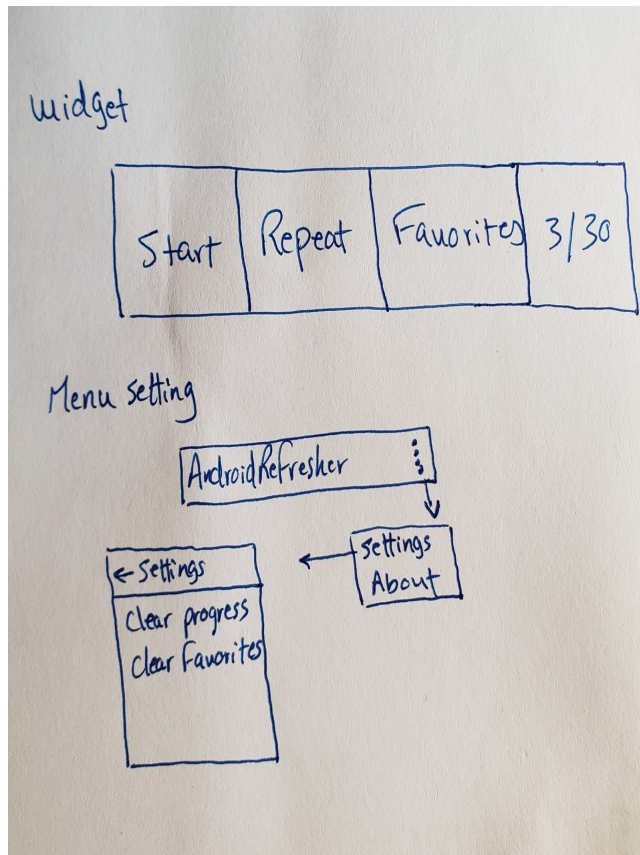 widget
Start Repeat Favorites 3/30
Menu setting
AndroidRefresher
Settings
About
← Settings
Clear progress
Clear Favorites